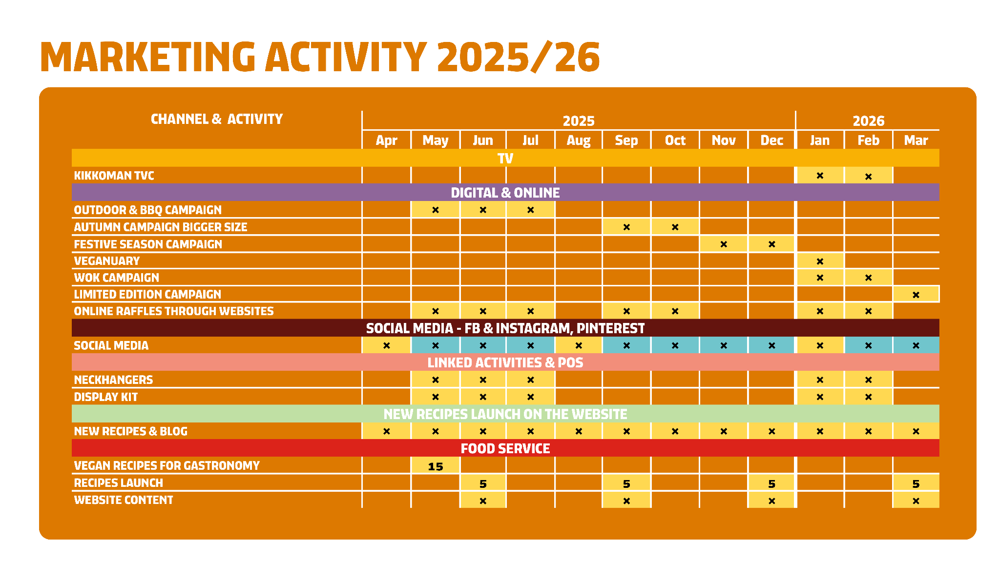 MARKETING ACTIVITY 2025/26
CHANNEL & ACTIVITY 2025 2026
Apr May Jun Jul Aug Sep Oct Nov Dec Jan Feb Mar
TV
KIKKOMAN TVC × ×
DIGITAL & ONLINE
OUTDOOR & BBQ CAMPAIGN × × ×
AUTUMN CAMPAIGN BIGGER SIZE × ×
FESTIVE SEASON CAMPAIGN × ×
VEGANUARY ×
WOK CAMPAIGN × ×
LIMITED EDITION CAMPAIGN ×
ONLINE RAFFLES THROUGH WEBSITES × × × × × × ×
SOCIAL MEDIA - FB & INSTAGRAM, PINTEREST
SOCIAL MEDIA × × × × × × × × × × × ×
LINKED ACTIVITIES & POS
NECKHANGERS × × × × ×
DISPLAY KIT × × × × ×
NEW RECIPES LAUNCH ON THE WEBSITE
NEW RECIPES & BLOG × × × × × × × × × × × ×
FOOD SERVICE
VEGAN RECIPES FOR GASTRONOMY 15
RECIPES LAUNCH 5 5 5 5
WEBSITE CONTENT × × × ×